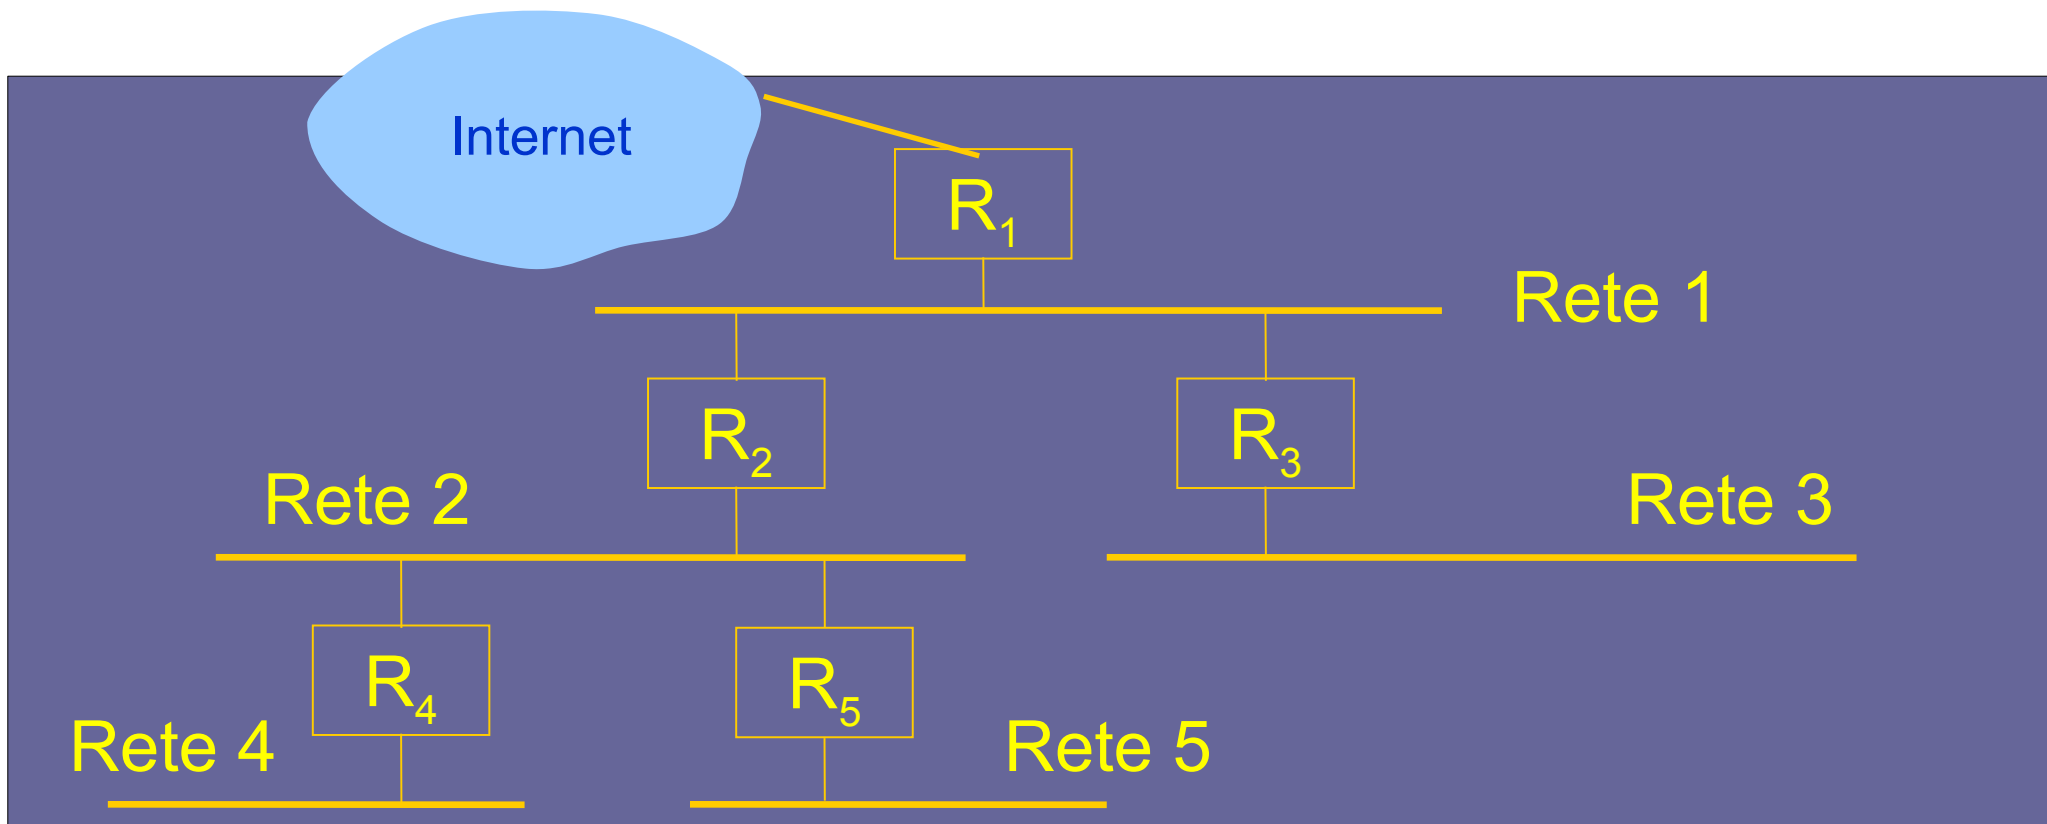 Internet
R1
Rete 1
R2
R3
Rete 2
Rete 3
R4
R5
Rete 4
Rete 5